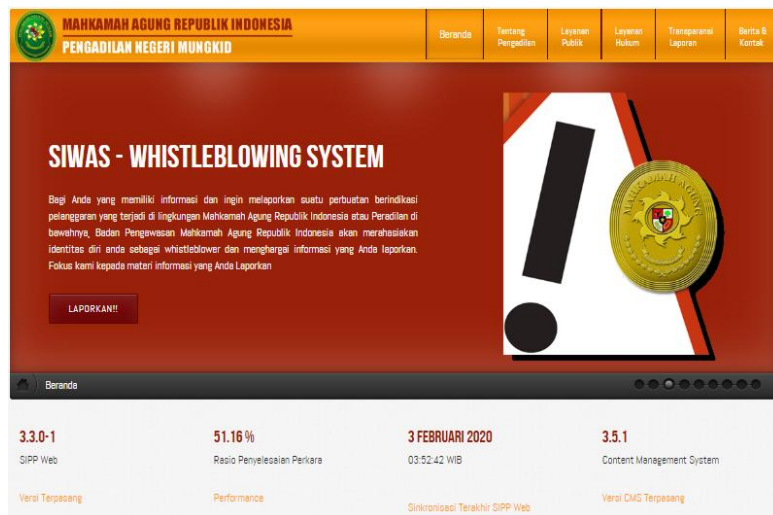 MAHKAMAH AGUNG REPUBLIK INDONESIA
PENGADILAN NEGERI MUNGKID
Beranda
Tentang
Pengadilan
Layanan
Publik
Layanan
Hukum
Transparansi
Laporan
Berita &
Kontak
SIWAS - WHISTLEBLOWING SYSTEM
Bagi Anda yang memiliki informasi dan ingin melaporkan suatu perbuatan berindikasi
pelanggaran yang terjadi di lingkungan Mahkamah Agung Republik Indonesia atau Peradilan di
bawahnya, Badan Pengawasan Mahkamah Agung Republik Indonesia akan merahasiakan
identitas diri anda sebagai whistleblower dan menghargai informasi yang Anda laporkan.
Fokus kami kepada materi informasi yang Anda Laporkan
LAPORKAN!!
MAHKAMAH AGUNG
Beranda
3.3.0-1
SIPP Web
Versi Terpasang
51.16 %
Rasio Penyelesaian Perkara
Performance
3 FEBRUARI 2020
03:52:42 WIB
Sinkronisasi Terakhir SIPP Web
3.5.1
Content Management System
Versi CMS Terpasang